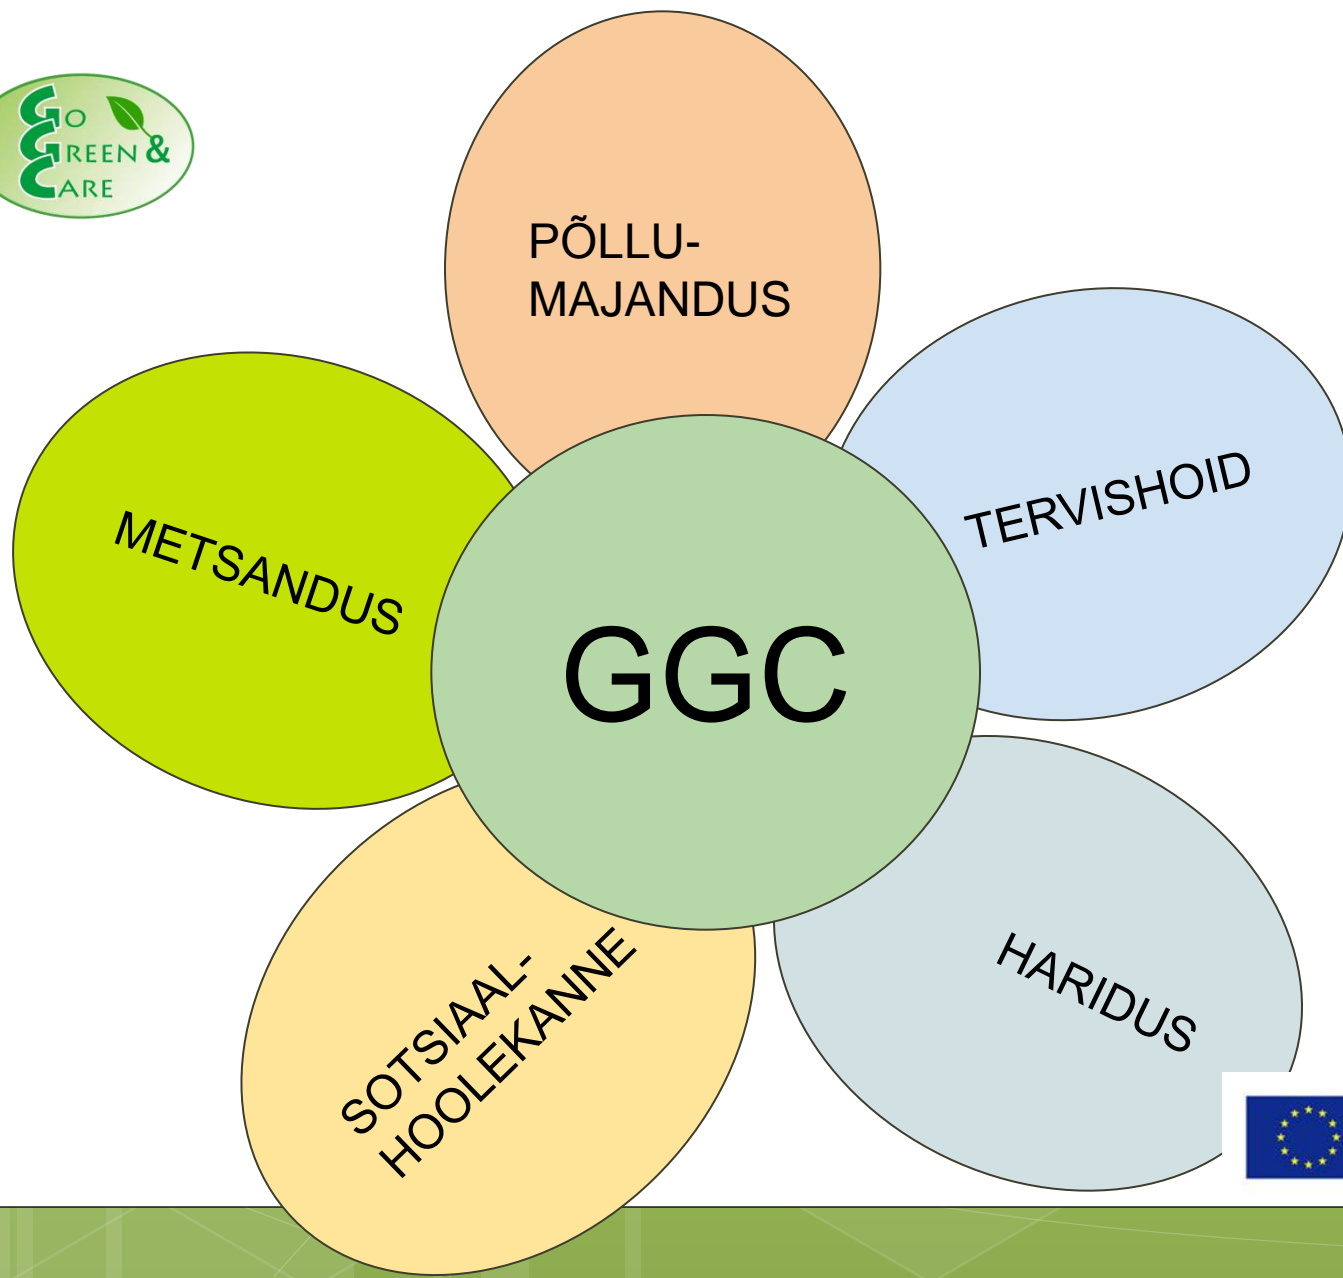 GO
GREEN &
CARE
PÕLLU-
MAJANDUS
TERVISHOID
METSANDUS
GGC
HARIDUS
SOTSIAAL-
HOOLEKANNE